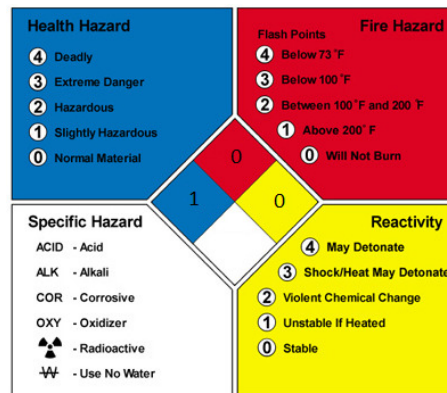 Health Hazard
4 Deadly
3 Extreme Danger
2 Hazardous
1 Slightly Hazardous
0 Normal Material
Fire Hazard
Flash Points
4 Below 73°F
3 Below 100°F
2 Between 100°F and 200°F
1 Above 200°F
0 Will Not Burn
0
1
0
Specific Hazard
ACID - Acid
ALK - Alkali
COR - Corrosive
OXY - Oxidizer
- Radioactive
W - Use No Water
Reactivity
4 May Detonate
3 Shock/Heat May Detonate
2 Violent Chemical Change
1 Unstable If Heated
0 Stable